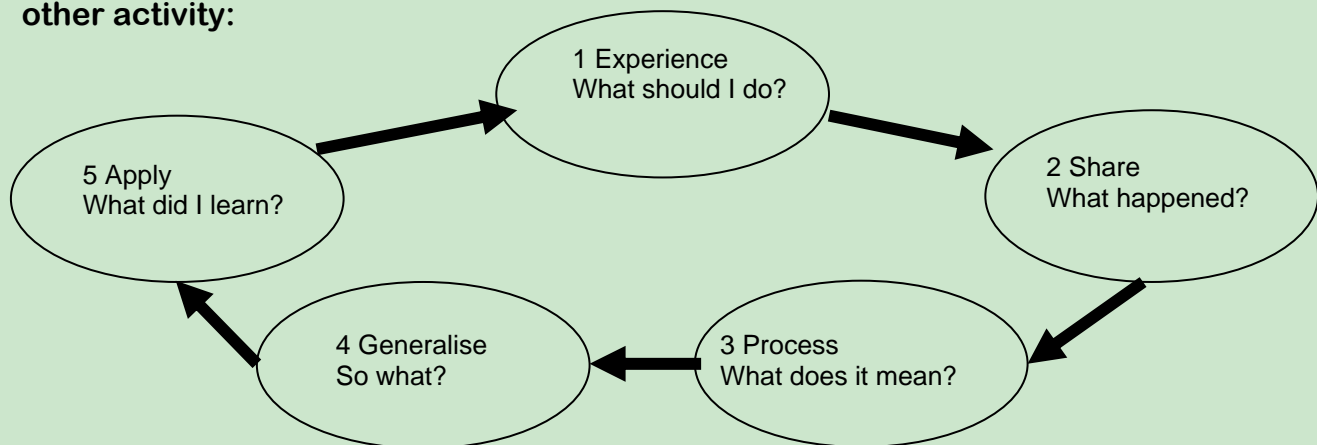 other activity:
1 Experience
What should I do?
2 Share
What happened?
3 Process
What does it mean?
4 Generalise
So what?
5 Apply
What did I learn?